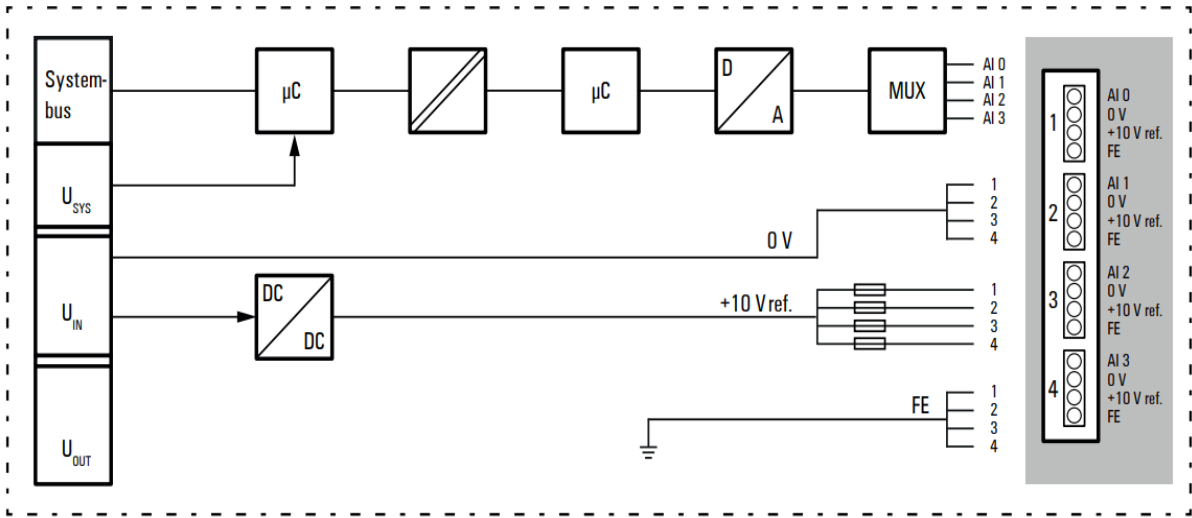 System-
bus
µC
µC
D
A
MUX
AI 0
AI 1
AI 2
AI 3
U SYS
1
2
3
4
0 V
U IN
DC
DC
+10 V ref.
1
2
3
4
U OUT
FE
1
2
3
4
1
AI 0
0 V
+10 V ref.
FE
2
AI 1
0 V
+10 V ref.
FE
3
AI 2
0 V
+10 V ref.
FE
4
AI 3
0 V
+10 V ref.
FE